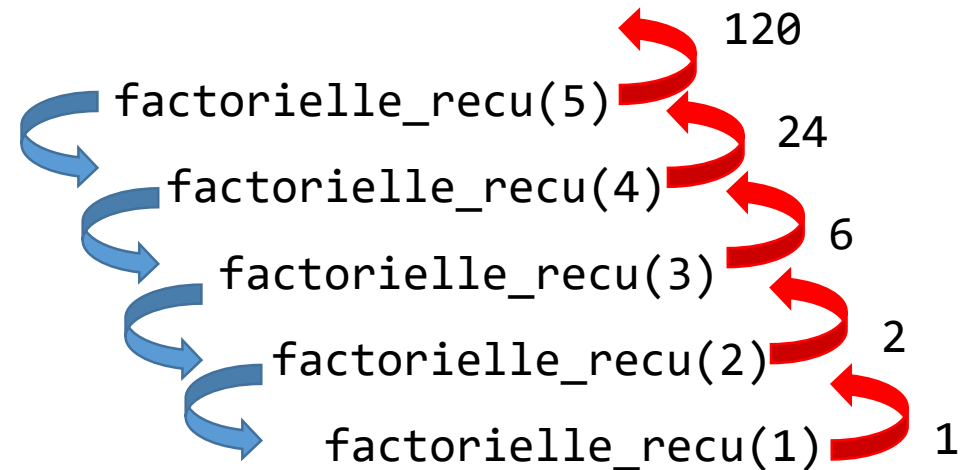 120
factorielle_recu(5)
24
factorielle_recu(4)
6
factorielle_recu(3)
2
factorielle_recu(2)
factorielle_recu(1) 1